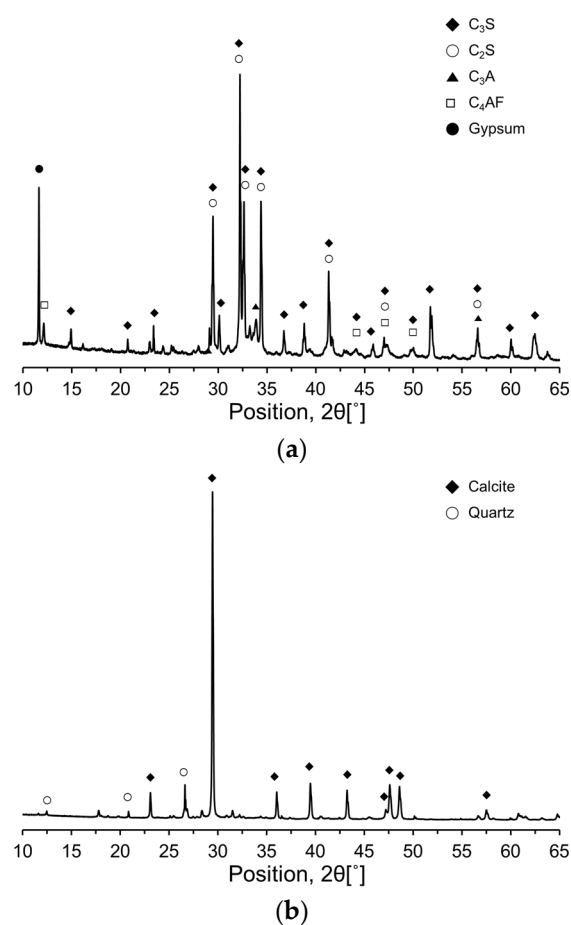 ◆ C₃S
○ C₂S
▲ C₃A
□ C₄AF
● Gypsum
10 15 20 25 30 35 40 45 50 55 60 65
Position, 2θ[°]
(a)
◆ Calcite
○ Quartz
10 15 20 25 30 35 40 45 50 55 60 65
Position, 2θ[°]
(b)